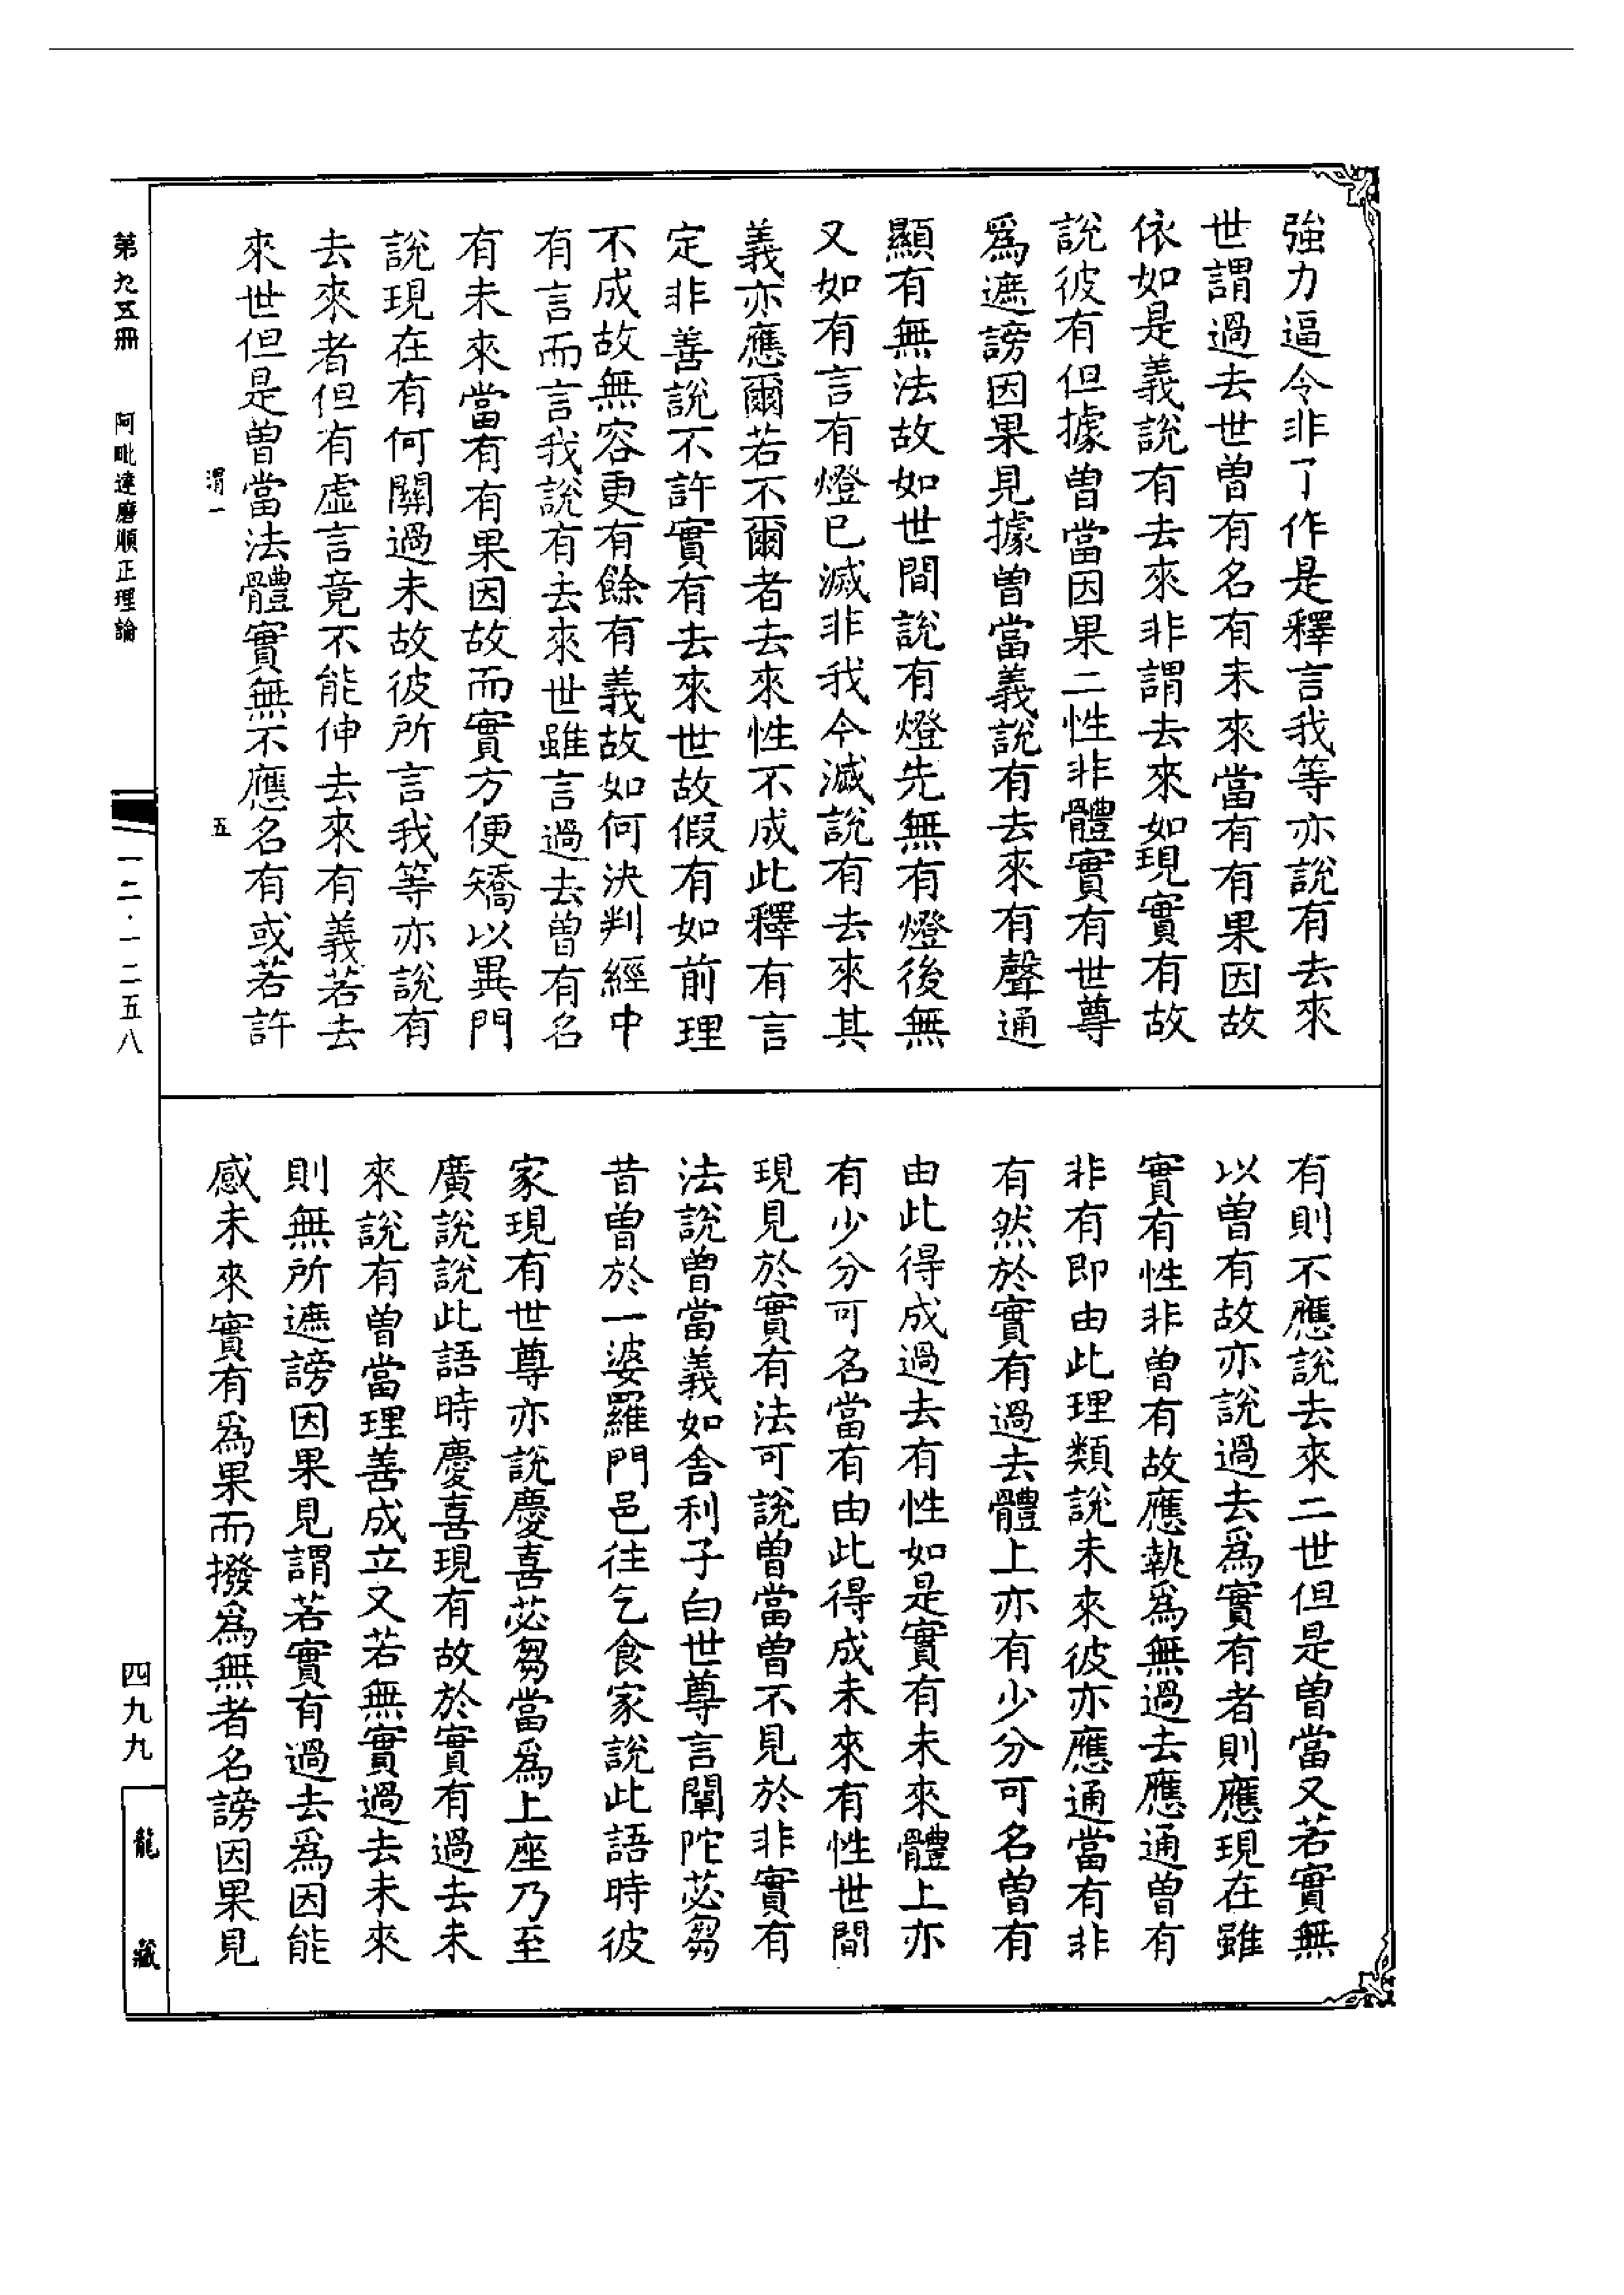 強力逼令非了作是釋言我等亦說有去來
世謂過去世曾有名有未來當有有果因故
依如是義說有去來非謂去來如現實有故
說彼有但據曾當因果二性非體實有世尊
爲遮謗因果見據曾當義說有去來有聲通
顯有無法故如世間說有燈先無有燈後無
又如有言有燈已滅非我今滅說有去來其
義亦應爾若不爾者去來性不成此釋有言
定非善說不許實有去來世故假有如前理
不成故無容更有餘有義故如何決判經中
有言而言我說有去來世雖言過去曾有名
有未來當有有果因故而實方便矯以異門
說現在有何關過未故彼所言我等亦說有
去來者但有虛言竟不能伸去來有義若去
來世但是曾當法體實無不應名有或若許
渭一
五
有則不應說去來二世但是曾當又若實無
以曾有故亦說過去爲實有者則應現在雖
實有性非曾有故應執爲無過去應通曾有
非有即由此理類說未來彼亦應通當有非
有然於實有過去體上亦有少分可名曾有
由此得成過去有性如是實有未來體上亦
有少分可名當有由此得成未來有性世間
現見於實有法可說曾當曾不見於非實有
法說曾當義如舍利子白世尊言闡陀苾芻
昔曾於一婆羅門邑往乞食家說此語時彼
家現有世尊亦說慶喜苾芻當爲上座乃至
廣說說此語時慶喜現有故於實有過去未
來說有曾當理善成立又若無實過去未來
則無所遮謗因果見謂若實有過去爲因能
感未來實有爲果而撥爲無者名謗因果見
第九五冊
阿毗達磨順正理論
一二·一二五八
四九九
龍藏